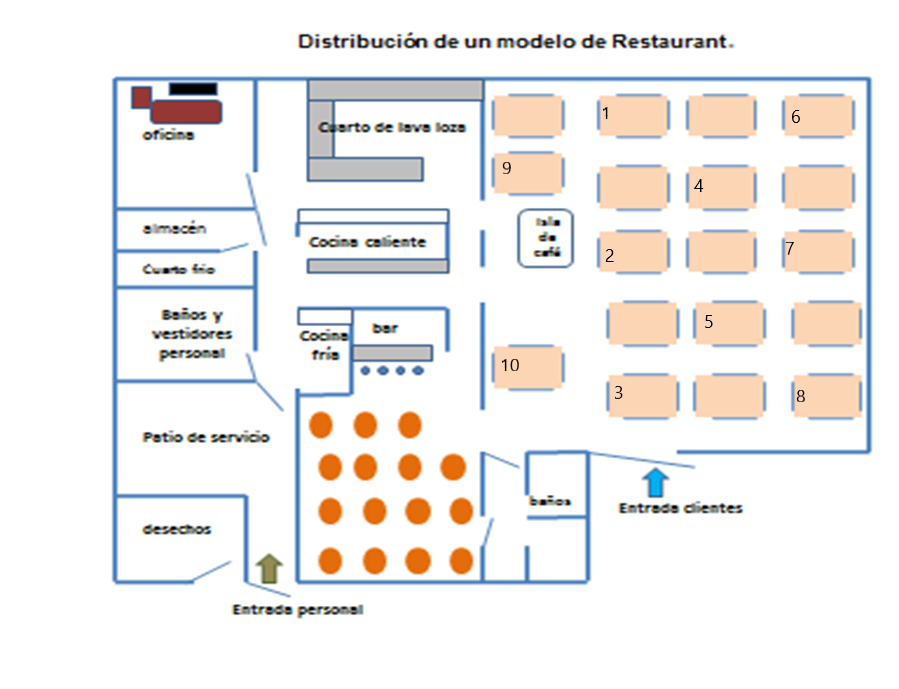 Distribución de un modelo de Restaurant.
oficina
Cuarto de lava loza
1
6
9
4
almacén
Cocina caliente
Isla
de
café
2
7
Cuarto frío
Baños y
vestidores
personal
Cocina
fría
bar
5
10
3
8
Patio de servicio
baños
Entrada clientes
desechos
Entrada personal